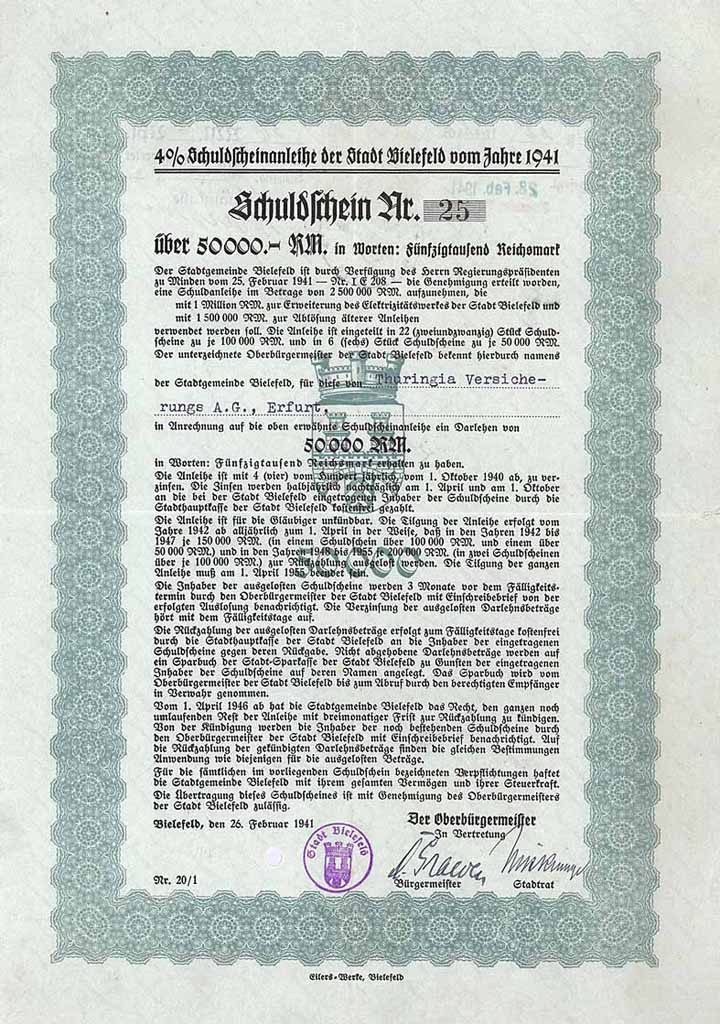 4% Schuldscheinanleihe der Stadt Bielefeld vom Jahre 1941
28. Feb. 1941
Schuldschein Nr. 25
über 50000.- RM. in Worten: Fünfzigtausend Reichsmark
Der Stadtgemeinde Bielefeld ist durch Verfügung des Herrn Regierungspräsidenten
zu Minden vom 25. Februar 1941 — Nr. I E 208 — die Genehmigung erteilt worden,
eine Schuldanleihe im Betrage von 2 500 000 RM. aufzunehmen, die
mit 1 Million RM. zur Erweiterung des Elektrizitätswerkes der Stadt Bielefeld und
mit 1 500 000 RM. zur Ablösung älterer Anleihen
verwendet werden soll. Die Anleihe ist eingeteilt in 22 (zweiundzwanzig) Stück Schuld-
scheine zu je 100 000 RM. und in 6 (sechs) Stück Schuldscheine zu je 50 000 RM.
Der unterzeichnete Oberbürgermeister der Stadt Bielefeld bekennt hierdurch namens
der Stadtgemeinde Bielefeld, für diese von Thuringia Versiche-
rungs A.G., Erfurt,
in Anrechnung auf die oben erwähnte Schuldscheinanleihe ein Darlehen von
50 000 RM.
in Worten: Fünfzigtausend Reichsmark erhalten zu haben.
Die Anleihe ist mit 4 (vier) vom Hundert jährlich, vom 1. Oktober 1940 ab, zu ver-
zinsen. Die Zinsen werden halbjährlich nachträglich am 1. April und am 1. Oktober
an die bei der Stadt Bielefeld eingetragenen Inhaber der Schuldscheine durch die
Stadthauptkasse der Stadt Bielefeld kostenfrei gezahlt.
Die Anleihe ist für die Gläubiger unkündbar. Die Tilgung der Anleihe erfolgt vom
Jahre 1942 ab alljährlich zum 1. April in der Weise, daß in den Jahren 1942 bis
1947 je 150 000 RM. (in einem Schuldschein über 100 000 RM. und einem über
50 000 RM.) und in den Jahren 1948 bis 1955 je 200 000 RM. (in zwei Schuldscheinen
über je 100 000 RM.) zur Rückzahlung ausgelost werden. Die Tilgung der ganzen
Anleihe muß am 1. April 1955 beendet sein.
50000
Die Inhaber der ausgelosten Schuldscheine werden 3 Monate vor dem Fälligkeits-
termin durch den Oberbürgermeister der Stadt Bielefeld mit Einschreibebrief von der
erfolgten Auslosung benachrichtigt. Die Verzinsung der ausgelosten Darlehnsbeträge
hört mit dem Fälligkeitstage auf.
Die Rückzahlung der ausgelosten Darlehnsbeträge erfolgt zum Fälligkeitstage kostenfrei
durch die Stadthauptkasse der Stadt Bielefeld an die Inhaber der eingetragenen
Schuldscheine gegen deren Rückgabe. Nicht abgehobene Darlehnsbeträge werden auf
ein Sparbuch der Stadt-Sparkasse der Stadt Bielefeld zu Gunsten der eingetragenen
Inhaber der Schuldscheine auf deren Namen angelegt. Das Sparbuch wird vom
Oberbürgermeister der Stadt Bielefeld bis zum Abruf durch den berechtigten Empfänger
in Verwahr genommen.
Vom 1. April 1946 ab hat die Stadtgemeinde Bielefeld das Recht, den ganzen noch
umlaufenden Rest der Anleihe mit dreimonatiger Frist zur Rückzahlung zu kündigen.
Von der Kündigung werden die Inhaber der noch bestehenden Schuldscheine durch
den Oberbürgermeister der Stadt Bielefeld mit Einschreibebrief benachrichtigt. Auf
die Rückzahlung der gekündigten Darlehnsbeträge finden die gleichen Bestimmungen
Anwendung wie diejenigen für die ausgelosten Beträge.
Für die sämtlichen im vorliegenden Schuldschein bezeichneten Verpflichtungen haftet
die Stadtgemeinde Bielefeld mit ihrem gesamten Vermögen und ihrer Steuerkraft.
Die Übertragung dieses Schuldscheines ist mit Genehmigung des Oberbürgermeisters
der Stadt Bielefeld zulässig.
Bielefeld, den 26. Februar 1941
Der Oberbürgermeister
In Vertretung
Stadt Bielefeld
Nr. 20/1
Bürgermeister Stadtrat
Eilers-Werke, Bielefeld